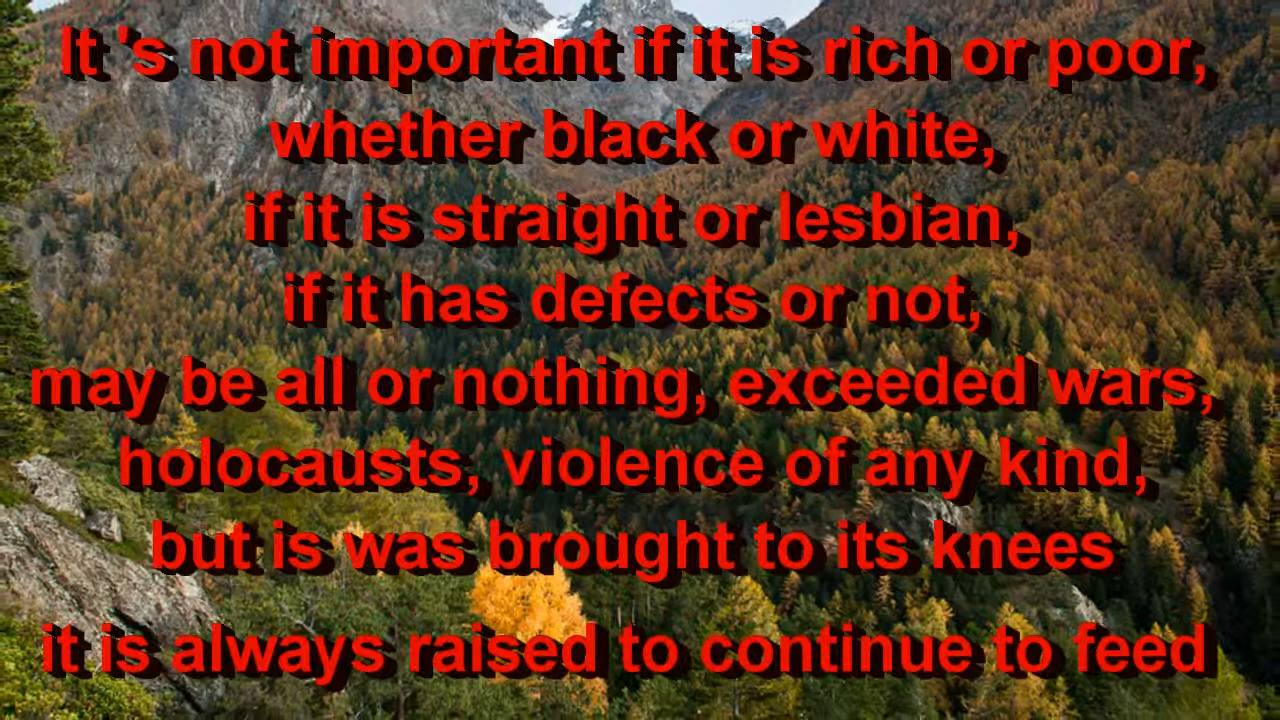 It 's not important if it is rich or poor,
whether black or white,
if it is straight or lesbian,
if it has defects or not,
may be all or nothing, exceeded wars,
holocausts, violence of any kind,
but is was brought to its knees
it is always raised to continue to feed